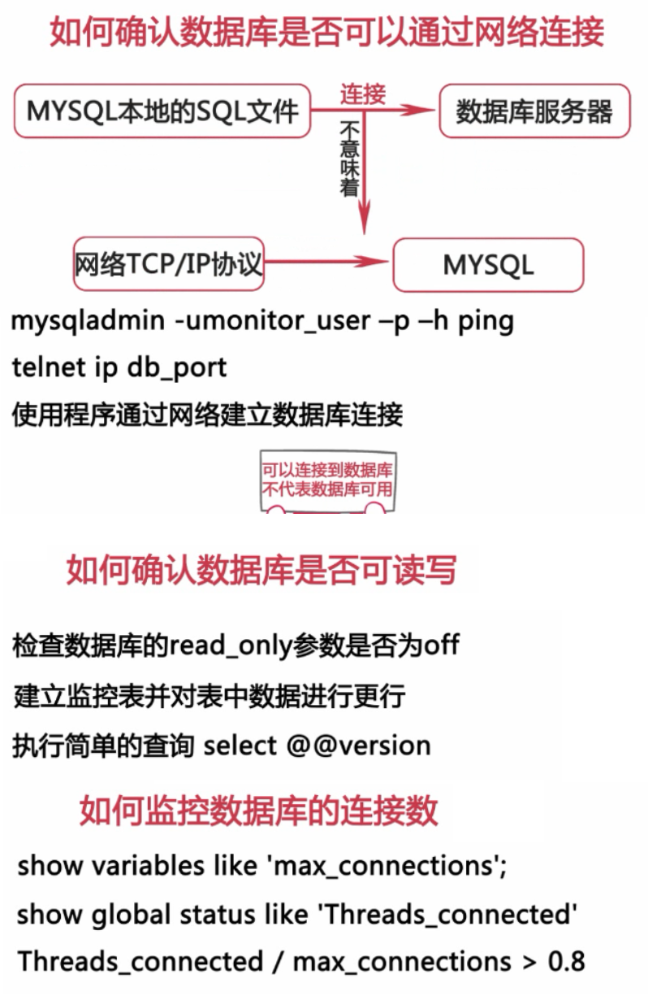 如何确认数据库是否可以通过网络连接
MYSQL本地的SQL文件
连接
数据库服务器
不意味着
网络TCP/IP协议
MYSQL
mysqladmin -umonitor_user –p –h ping
telnet ip db_port
使用程序通过网络建立数据库连接
可以连接到数据库
不代表数据库可用
如何确认数据库是否可读写
检查数据库的read_only参数是否为off
建立监控表并对表中数据进行更行
执行简单的查询 select @@version
如何监控数据库的连接数
show variables like 'max_connections';
show global status like 'Threads_connected'
Threads_connected / max_connections > 0.8